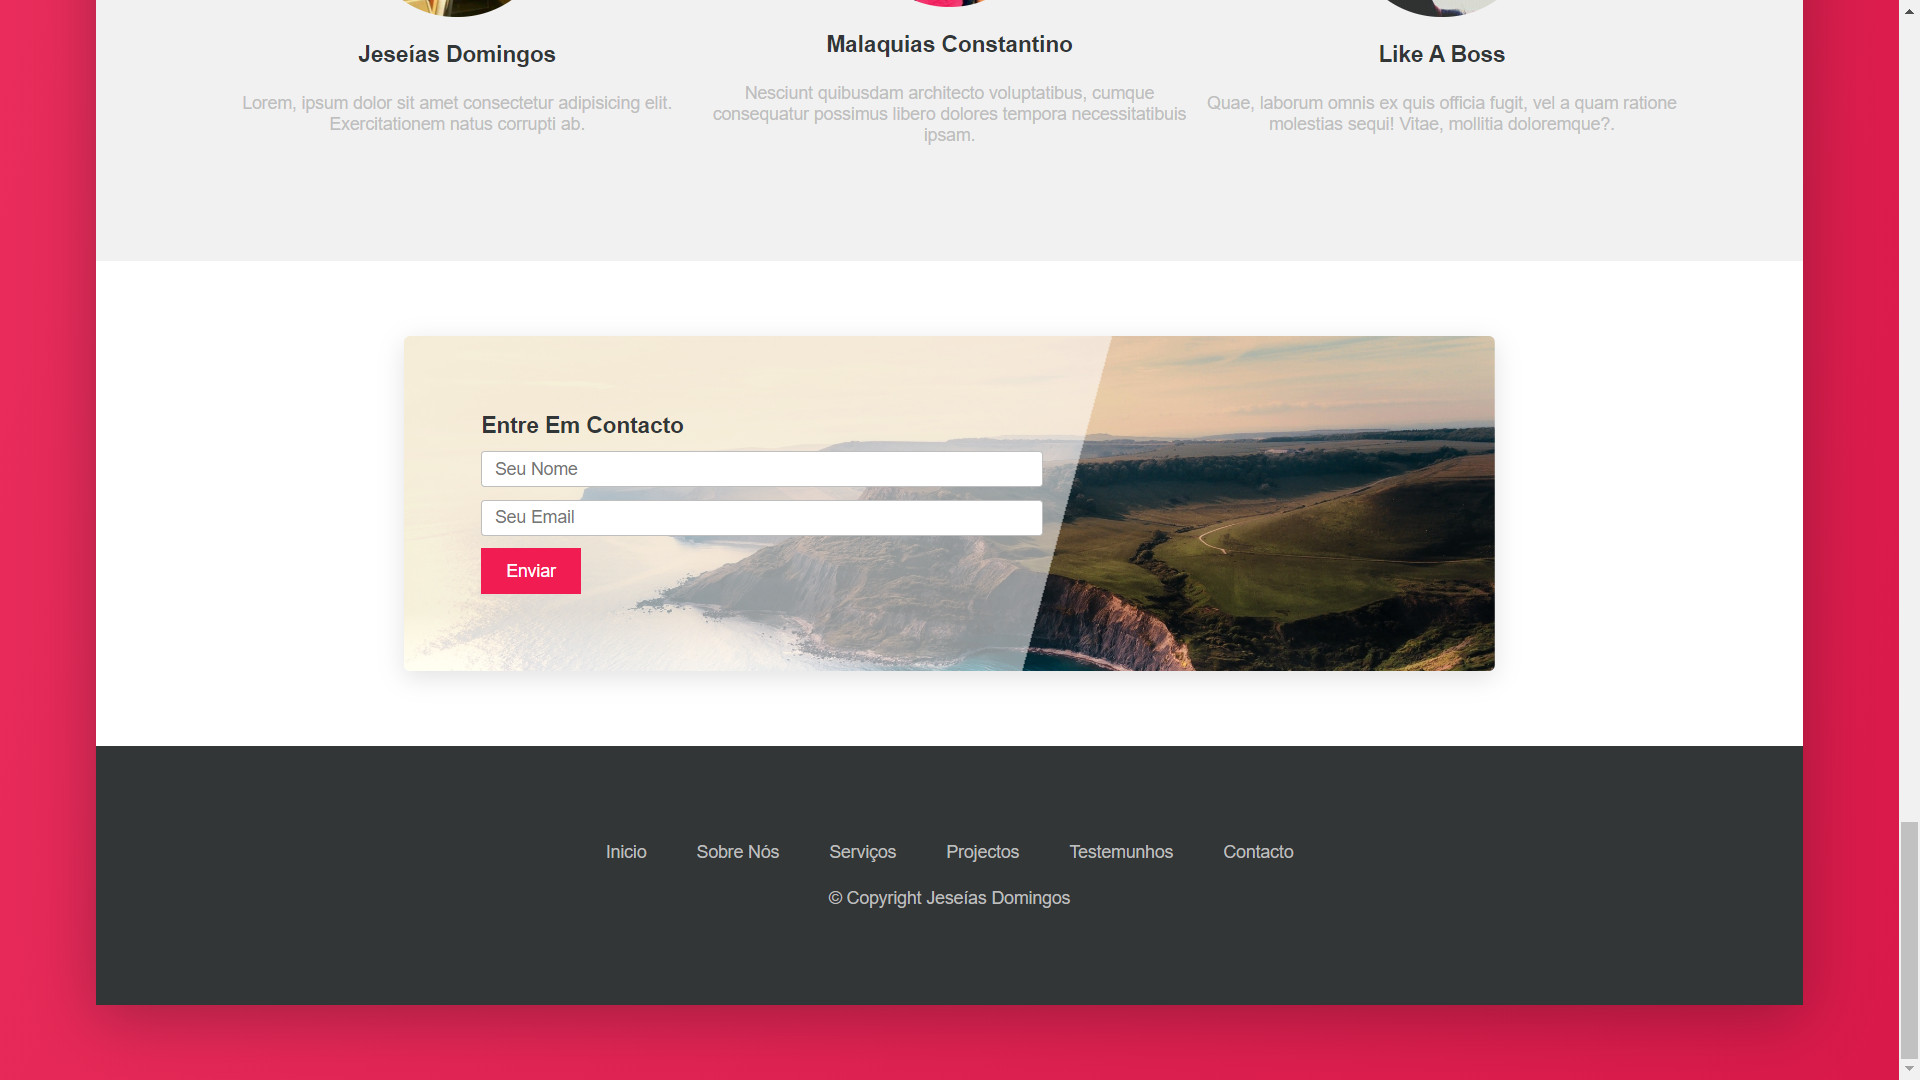 Jeseías Domingos
Malaquias Constantino
Like A Boss
Lorem, ipsum dolor sit amet consectetur adipisicing elit.
Exercitationem natus corrupti ab.
Nesciunt quibusdam architecto voluptatibus, cumque
consequatur possimus libero dolores tempora necessitatibus
ipsam.
Quae, laborum omnis ex quis officia fugit, vel a quam ratione
molestias sequi! Vitae, mollitia doloremque?.
Entre Em Contacto
Seu Nome
Seu Email
Enviar
Inicio Sobre Nós Serviços Projectos Testemunhos Contacto
© Copyright Jeseías Domingos